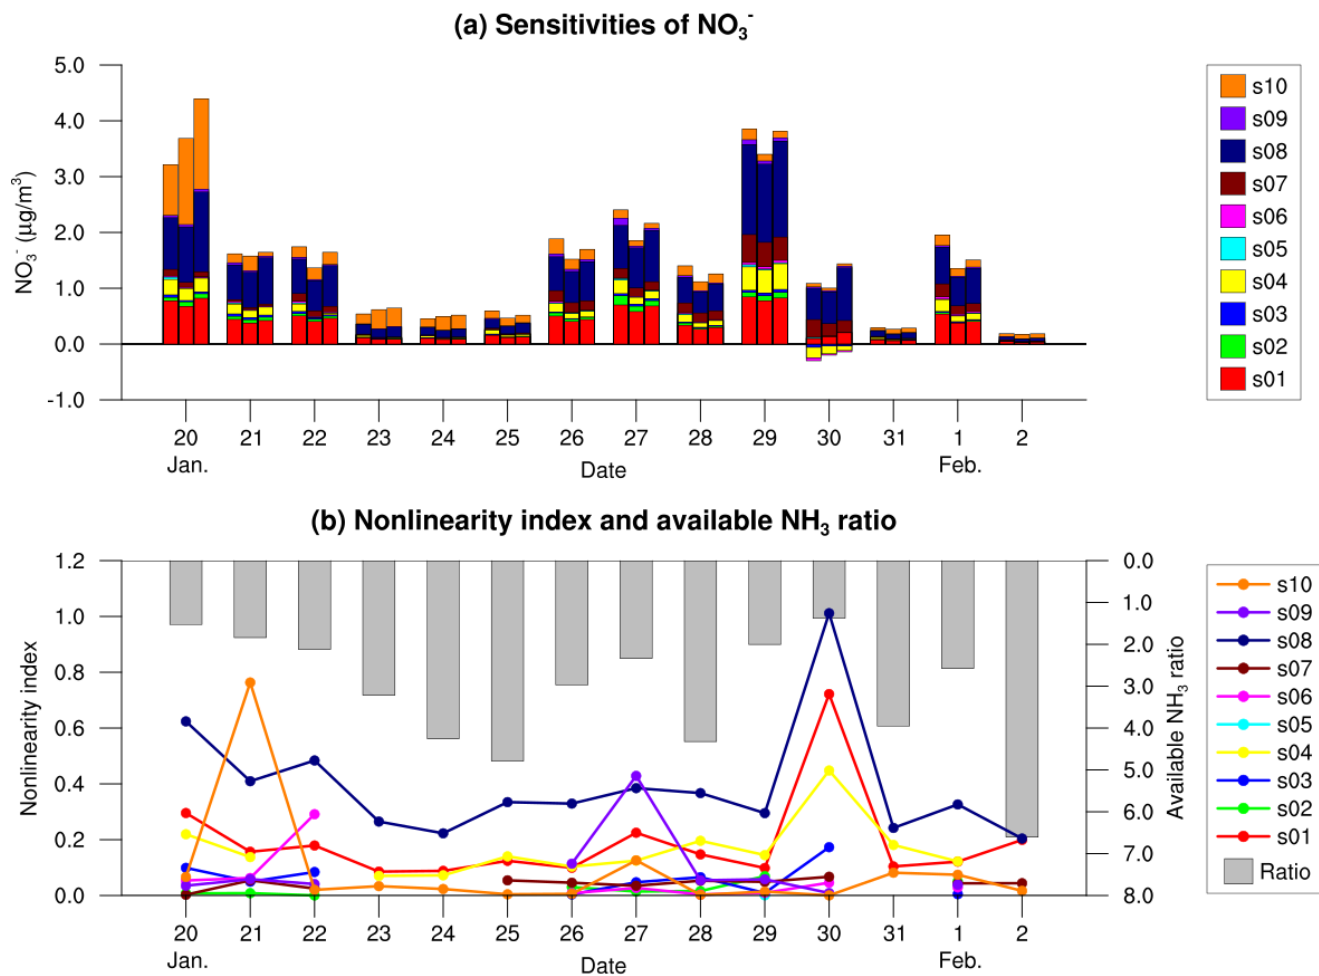 (a) Sensitivities of NO₃⁻
5.0
4.0
3.0
2.0
1.0
0.0
-1.0
NO₃⁻ (µg/m³)
20 21 22 23 24 25 26 27 28 29 30 31 1 2
Jan. Date Feb.
s10
s09
s08
s07
s06
s05
s04
s03
s02
s01
(b) Nonlinearity index and available NH₃ ratio
1.2
1.0
0.8
0.6
0.4
0.2
0.0
Nonlinearity index
0.0
1.0
2.0
3.0
4.0
5.0
6.0
7.0
8.0
Available NH₃ ratio
20 21 22 23 24 25 26 27 28 29 30 31 1 2
Jan. Date Feb.
s10
s09
s08
s07
s06
s05
s04
s03
s02
s01
Ratio